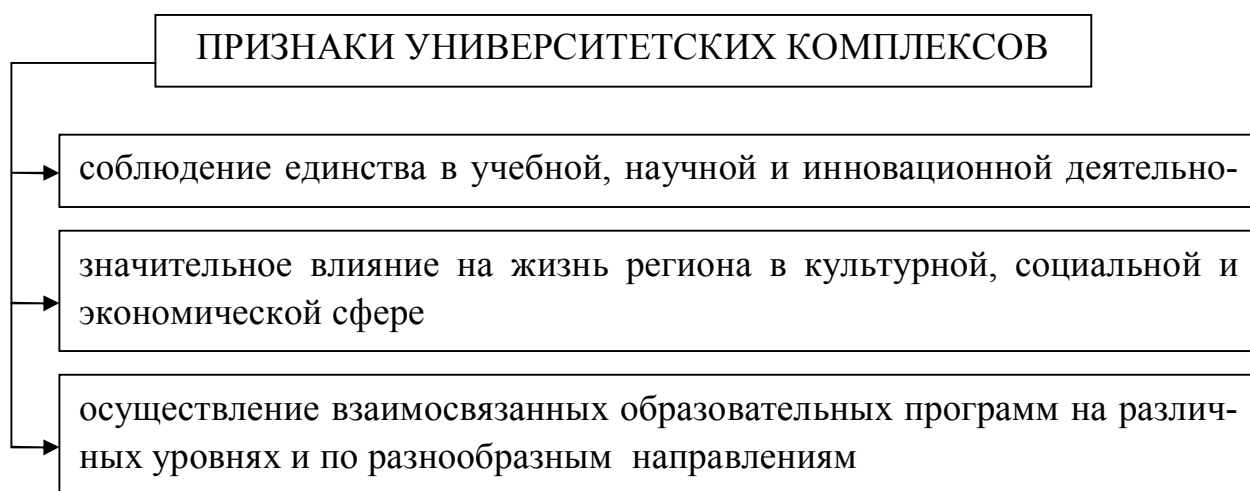 ПРИЗНАКИ УНИВЕРСИТЕТСКИХ КОМПЛЕКСОВ
соблюдение единства в учебной, научной и инновационной деятельно-
значительное влияние на жизнь региона в культурной, социальной и
экономической сфере
осуществление взаимосвязанных образовательных программ на различ-
ных уровнях и по разнообразным направлениям